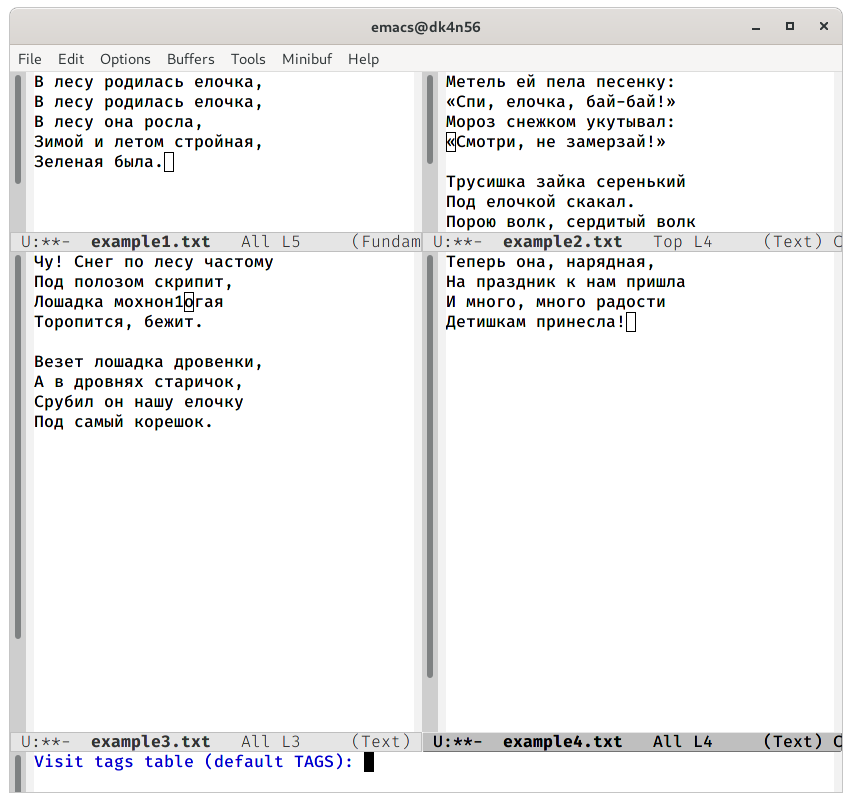 emacs@dk4n56
File Edit Options Buffers Tools Minibuf Help
В лесу родилась елочка,
В лесу родилась елочка,
В лесу она росла,
Зимой и летом стройная,
Зеленая была.
U:**- example1.txt All L5 (Fundam
Метель ей пела песенку:
«Спи, елочка, бай-бай!»
Мороз снежком укутывал:
«Смотри, не замерзай!»
Трусишка зайка серенький
Под елочкой скакал.
Порою волк, сердитый волк
U:**- example2.txt Top L4 (Text) C
Чу! Снег по лесу частому
Под полозом скрипит,
Лошадка мохнон1огая
Торопится, бежит.
Везет лошадка дровенки,
А в дровнях старичок,
Срубил он нашу елочку
Под самый корешок.
U:**- example3.txt All L3 (Text)
Теперь она, нарядная,
На праздник к нам пришла
И много, много радости
Детишкам принесла!
U:**- example4.txt All L4 (Text) C
Visit tags table (default TAGS):